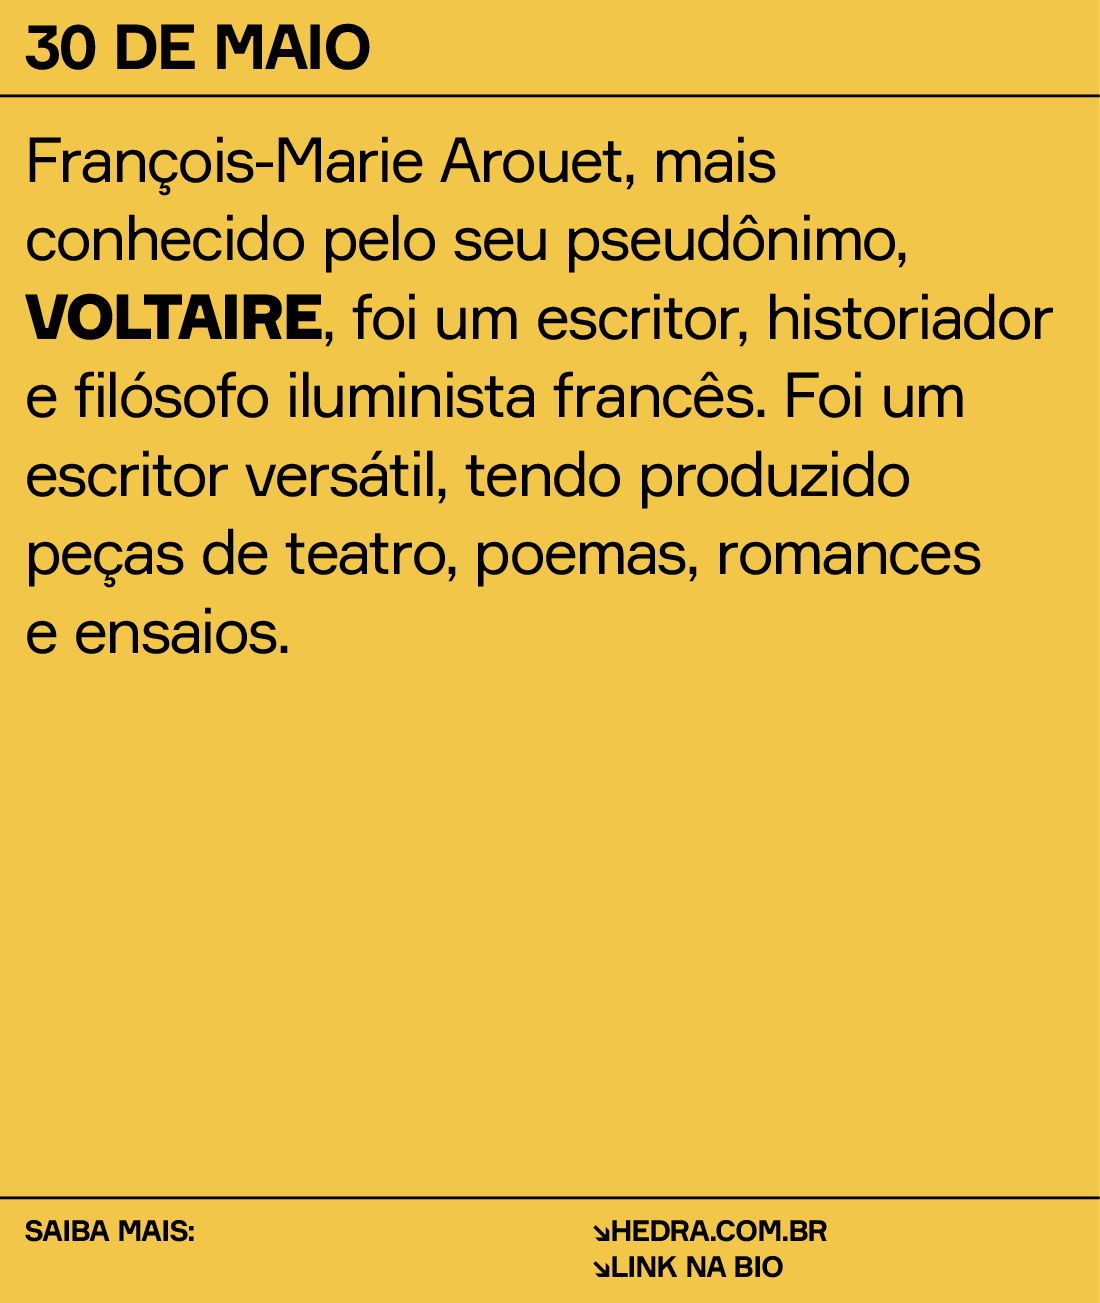 30 DE MAIO
François-Marie Arouet, mais
conhecido pelo seu pseudônimo,
VOLTAIRE, foi um escritor, historiador
e filósofo iluminista francês. Foi um
escritor versátil, tendo produzido
peças de teatro, poemas, romances
e ensaios.
SAIBA MAIS:
↘HEDRA.COM.BR
↘LINK NA BIO